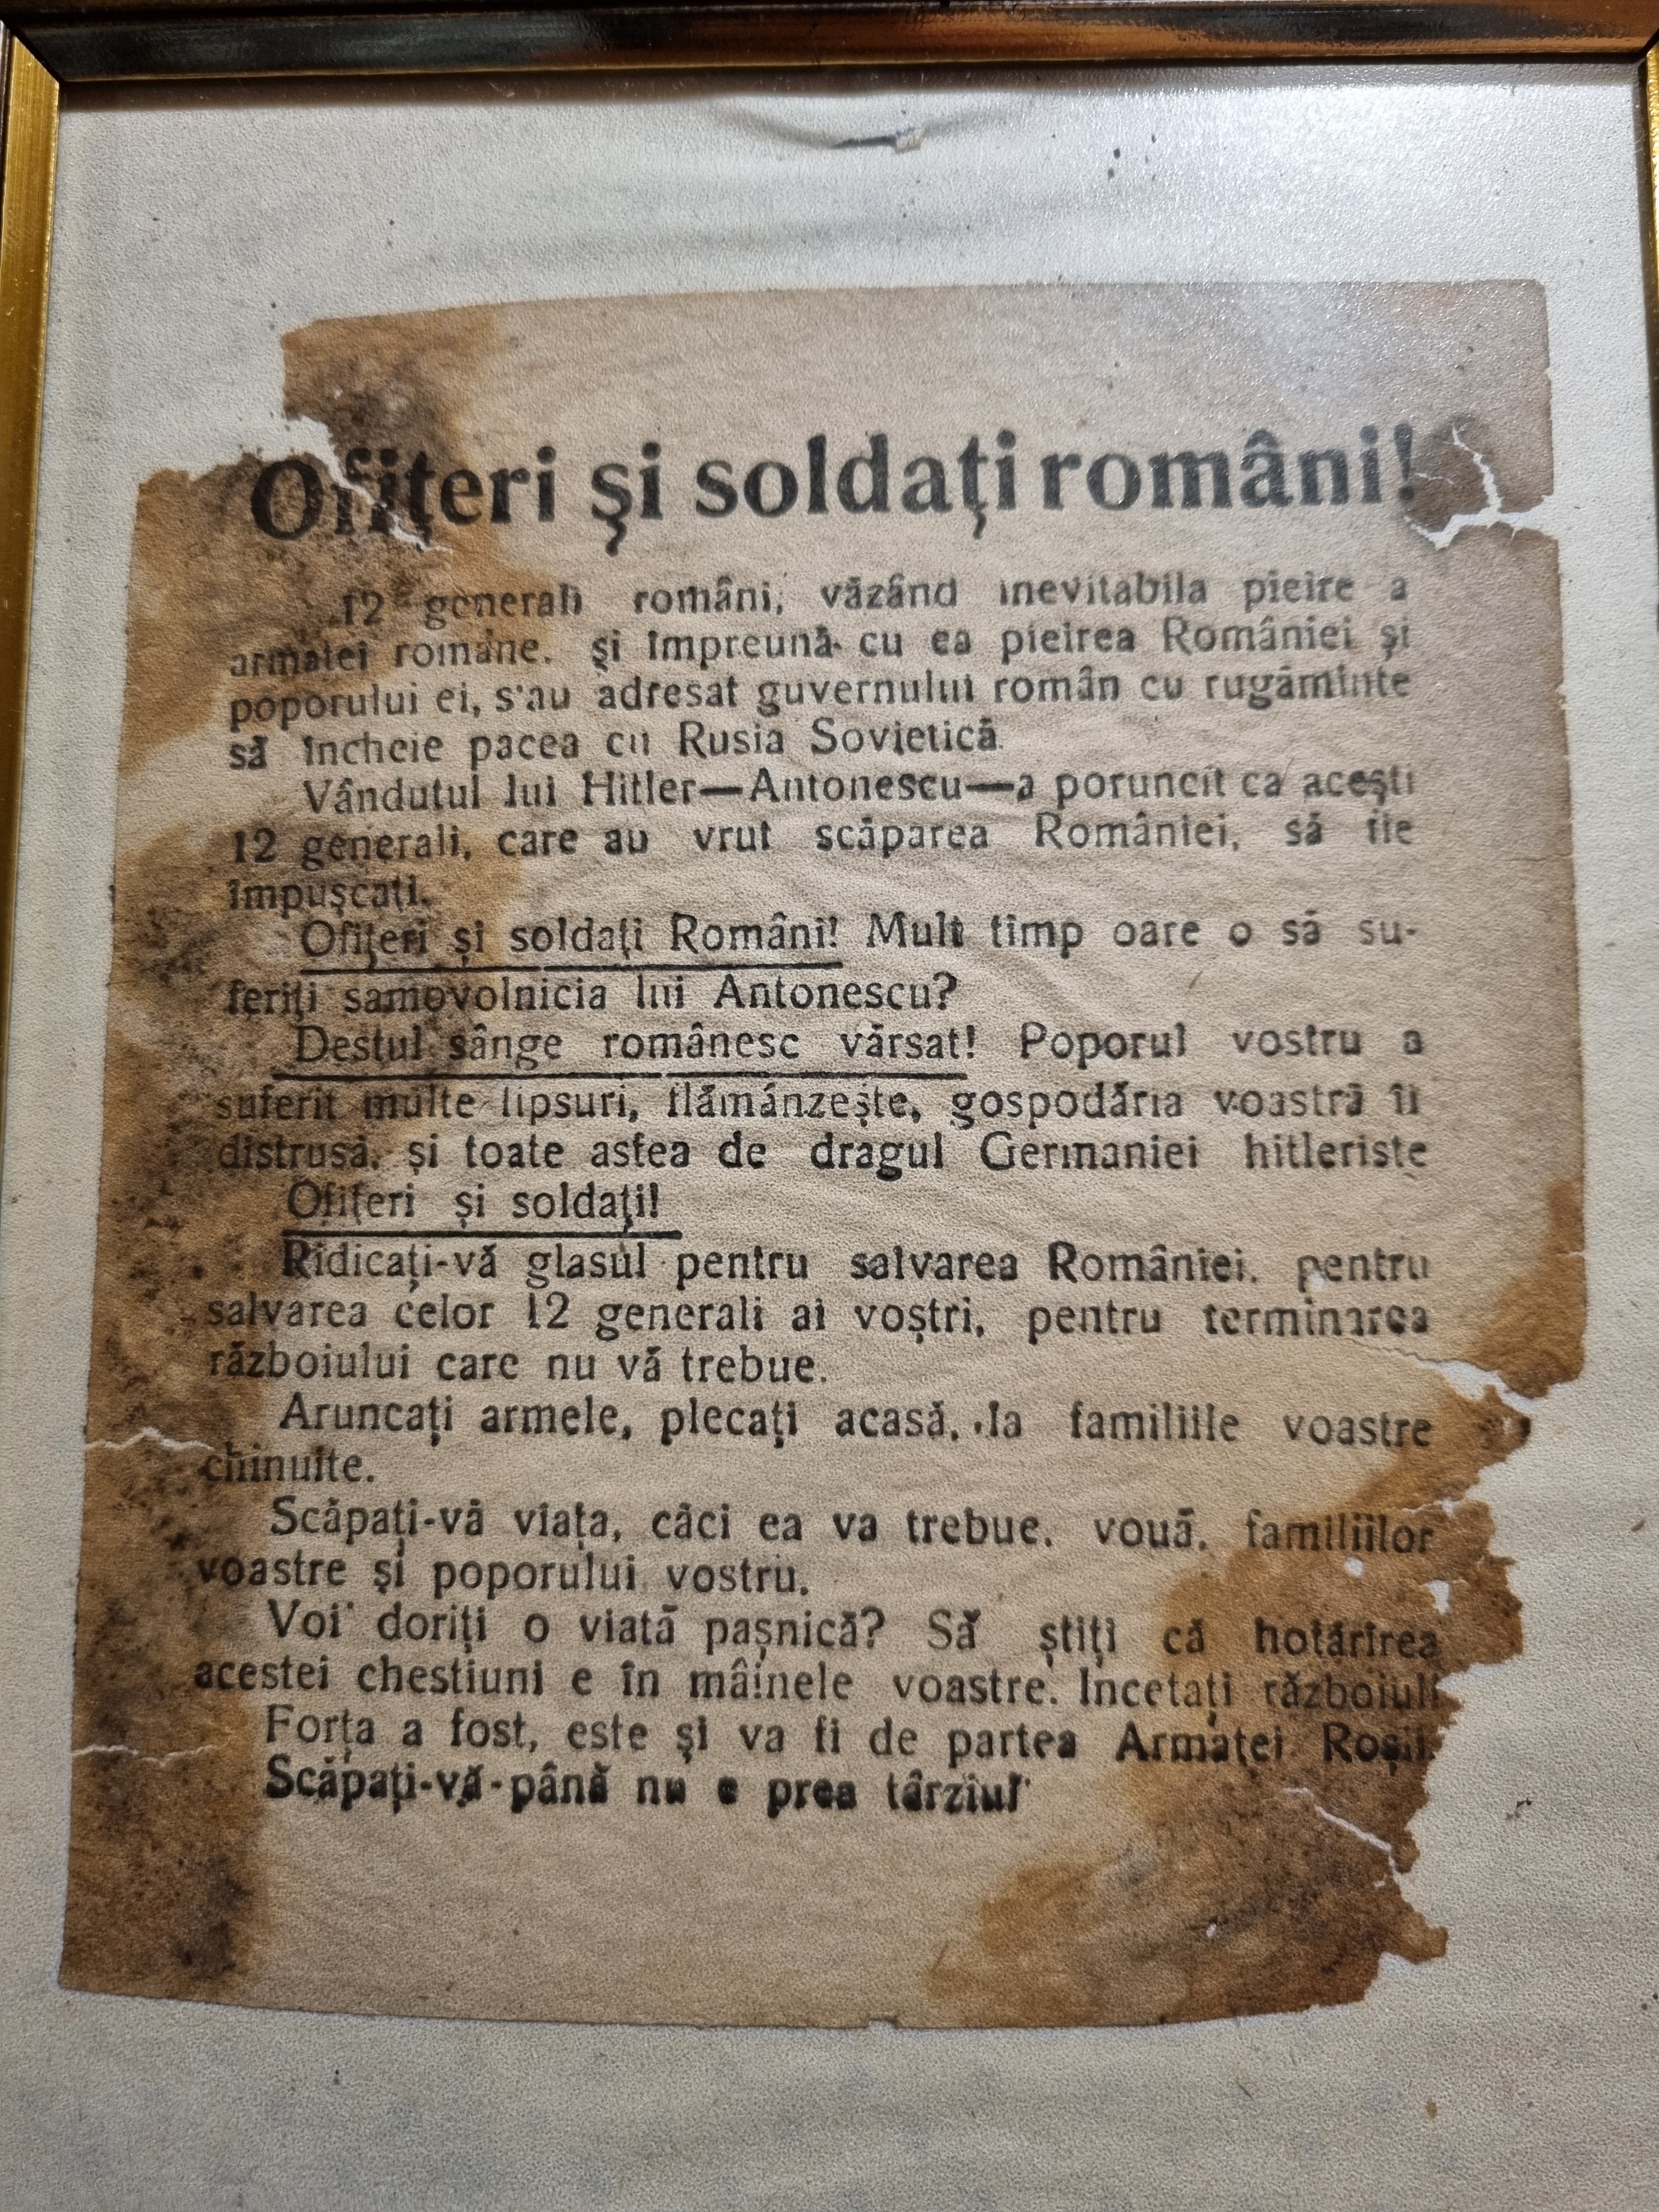 Ofiţeri şi soldaţi români!
12 generali români, văzând inevitabila pieire a
armatei române, şi împreună cu ea pieirea României şi
poporului ei, s'au adresat guvernului român cu rugăminte
să încheie pacea cu Rusia Sovietică.
Vândutul lui Hitler—Antonescu—a poruncit ca aceşti
12 generali, care au vrut scăparea României, să fie
împuşcaţi.
Ofiţeri şi soldaţi Români! Mult timp oare o să su-
feriţi samovolnicia lui Antonescu?
Destul sânge românesc vărsat! Poporul vostru a
suferit multe lipsuri, flămânzeşte, gospodăria voastră îi
distrusă, şi toate astea de dragul Germaniei hitleriste
Ofiţeri şi soldaţi!
Ridicaţi-vă glasul pentru salvarea României, pentru
salvarea celor 12 generali ai voştri, pentru terminarea
războiului care nu vă trebue.
Aruncaţi armele, plecaţi acasă, la familiile voastre
chinuite.
Scăpaţi-vă viaţa, căci ea va trebue, vouă, familiilor
voastre şi poporului vostru.
Voi doriţi o viată paşnică? Să ştiţi că hotărîrea
acestei chestiuni e în mâinele voastre. Incetaţi războiul!
Forţa a fost, este şi va fi de partea Armatei Roşii.
Scăpaţi-vă-până nu e prea târziu!